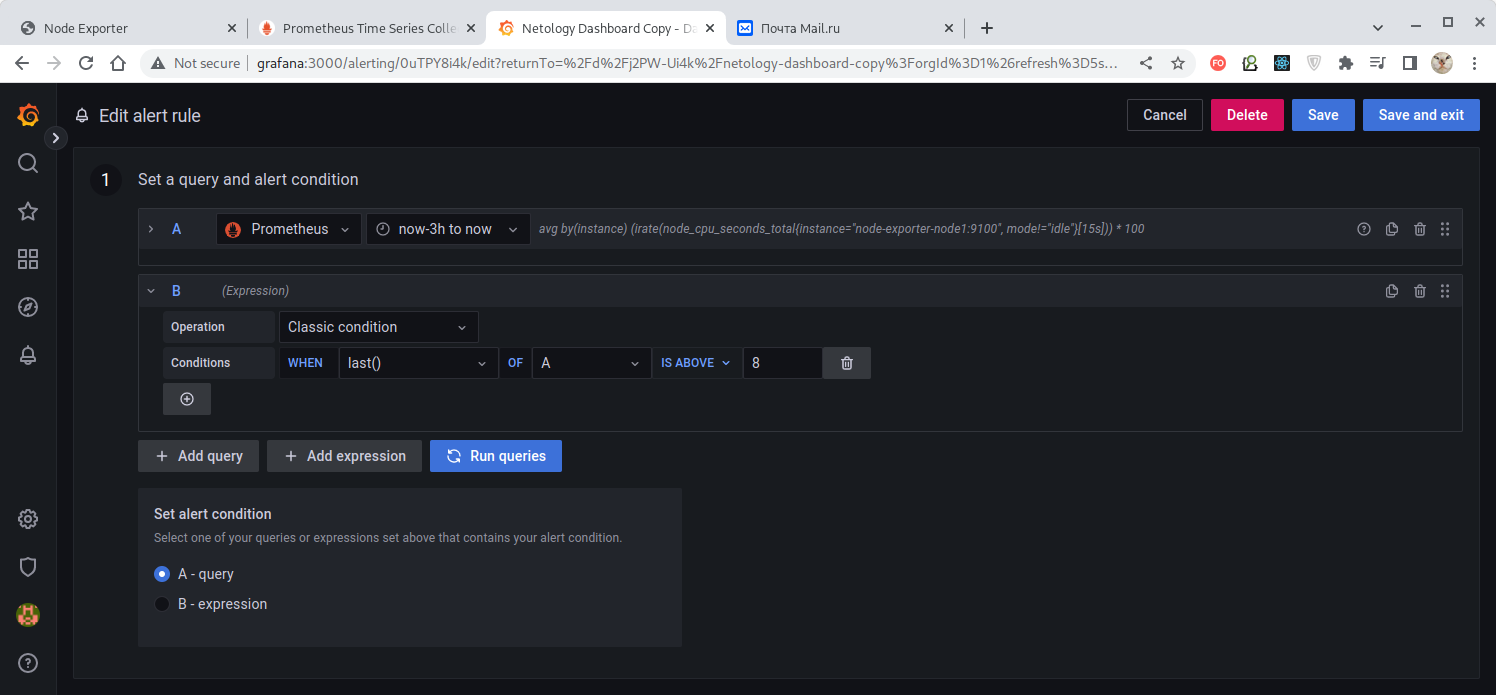 Node Exporter
Prometheus Time Series Colle
Netology Dashboard Copy - Da
Почта Mail.ru
Not secure
grafana:3000/alerting/0uTPY8i4k/edit?returnTo=%2Fd%2Fj2PW-Ui4k%2Fnetology-dashboard-copy%3ForgId%3D1%26refresh%3D5s...
FO
Edit alert rule
Cancel
Delete
Save
Save and exit
1 Set a query and alert condition
A Prometheus now-3h to now avg by(instance) (irate(node_cpu_seconds_total{instance="node-exporter-node1:9100", mode!="idle"}[15s])) * 100
B (Expression)
Operation Classic condition
Conditions WHEN last() OF A IS ABOVE 8
Add query
Add expression
Run queries
Set alert condition
Select one of your queries or expressions set above that contains your alert condition.
A - query
B - expression